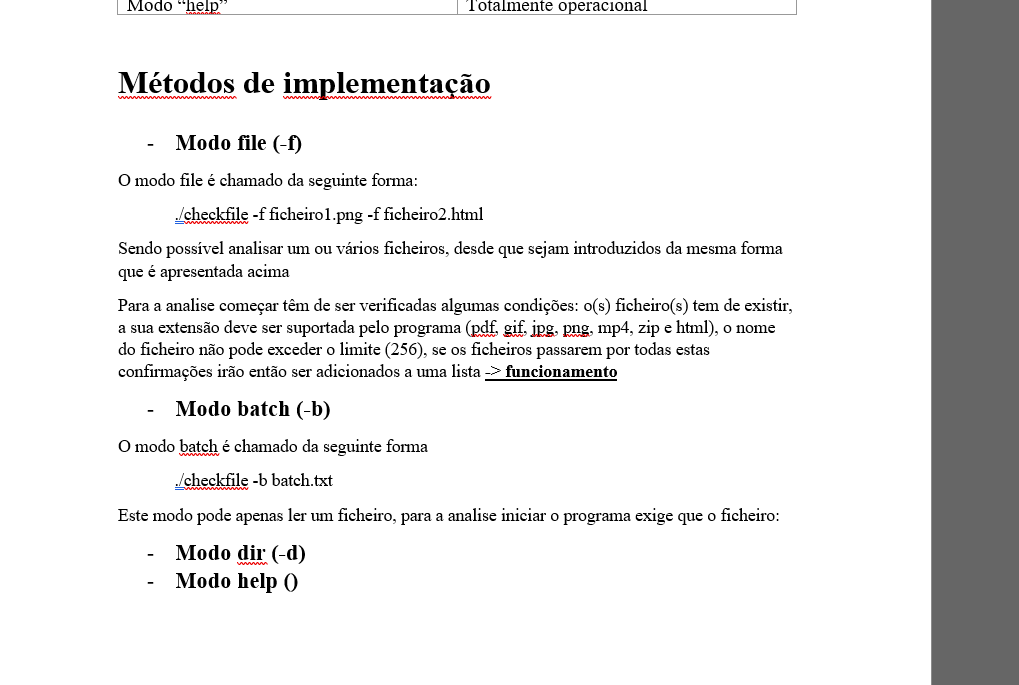 Modo “help”
Totalmente operacional
Métodos de implementação
- Modo file (-f)
O modo file é chamado da seguinte forma:
./checkfile -f ficheiro1.png -f ficheiro2.html
Sendo possível analisar um ou vários ficheiros, desde que sejam introduzidos da mesma forma
que é apresentada acima
Para a analise começar têm de ser verificadas algumas condições: o(s) ficheiro(s) tem de existir,
a sua extensão deve ser suportada pelo programa (pdf, gif, jpg, png, mp4, zip e html), o nome
do ficheiro não pode exceder o limite (256), se os ficheiros passarem por todas estas
confirmações irão então ser adicionados a uma lista -> funcionamento
- Modo batch (-b)
O modo batch é chamado da seguinte forma
./checkfile -b batch.txt
Este modo pode apenas ler um ficheiro, para a analise iniciar o programa exige que o ficheiro:
- Modo dir (-d)
- Modo help ()